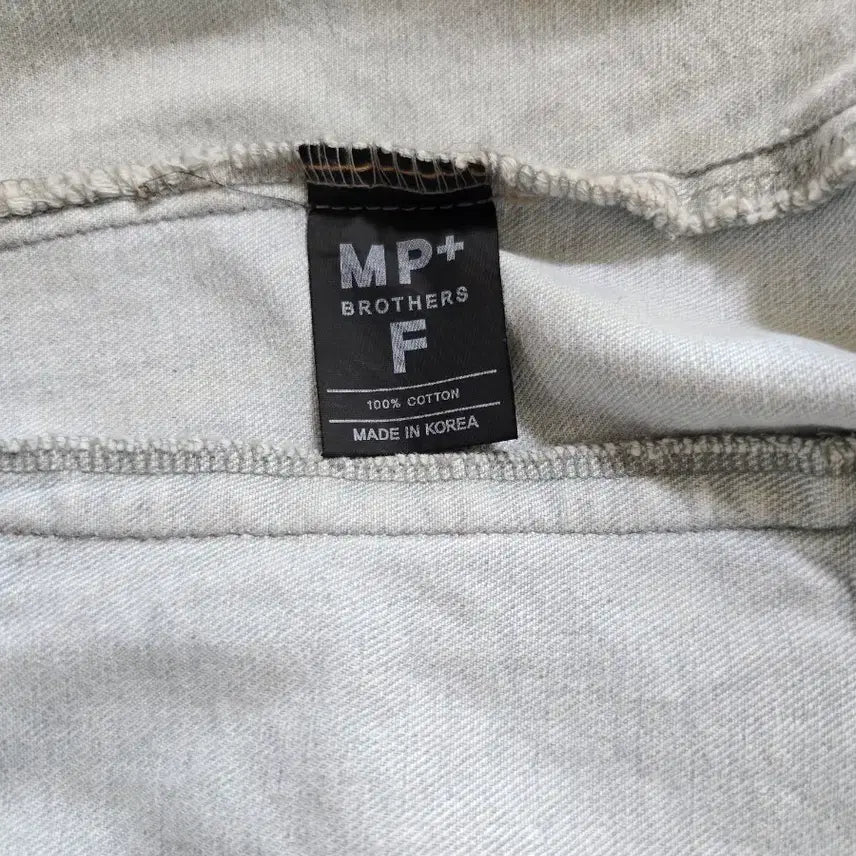 MP+
BROTHERS
F
100% COTTON
MADE IN KOREA